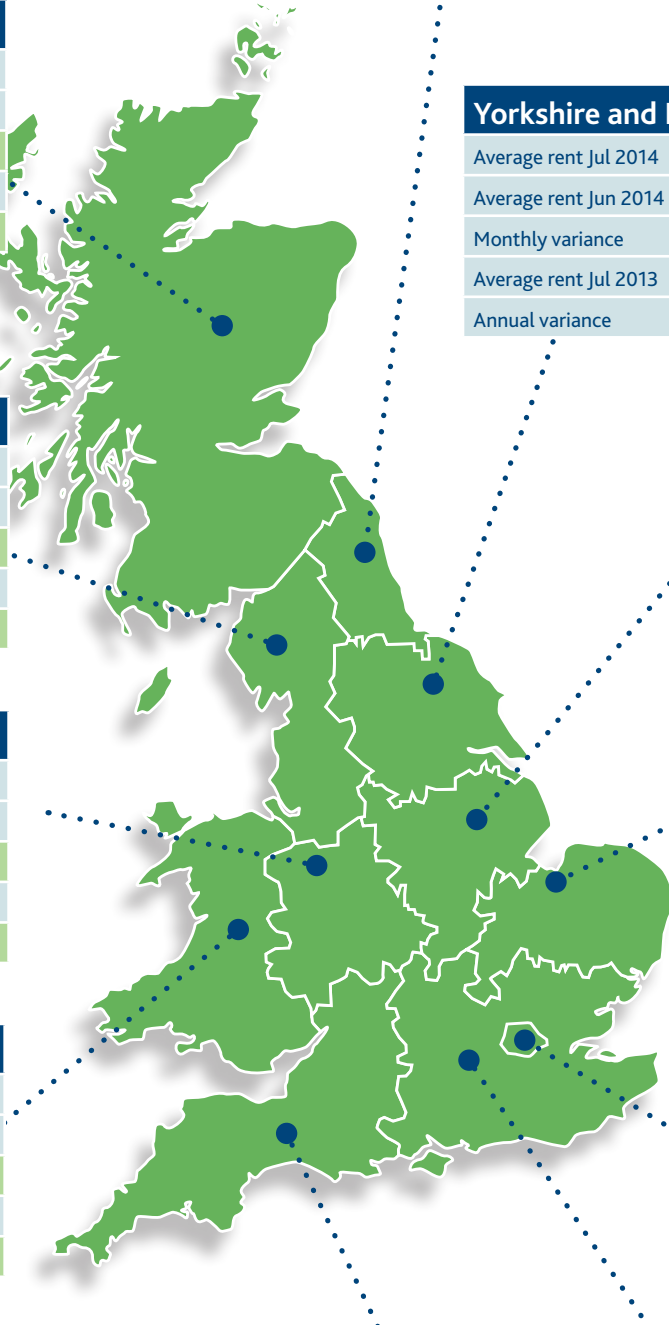 Yorkshire and
Average rent Jul 2014
Average rent Jun 2014
Monthly variance
Average rent Jul 2013
Annual variance